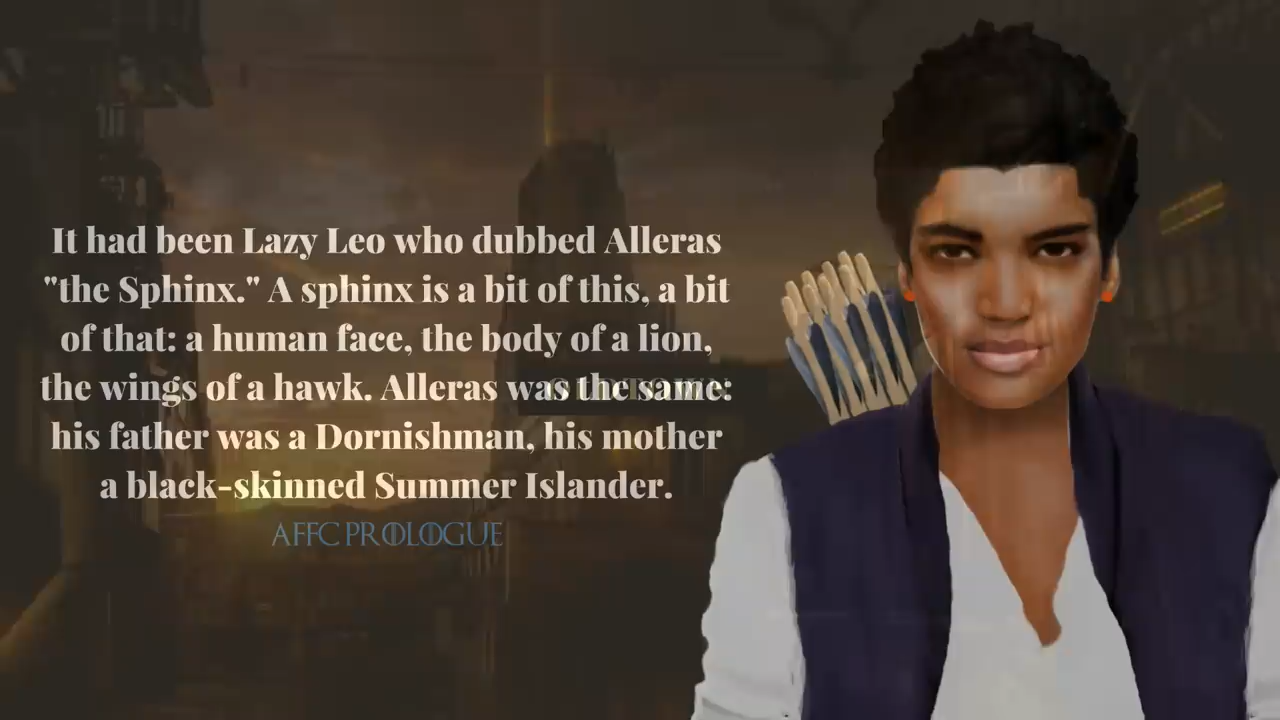 It had been Lazy Leo who dubbed Alleras
"the Sphinx." A sphinx is a bit of this, a bit
of that: a human face, the body of a lion,
the wings of a hawk. Alleras was the same:
his father was a Dornishman, his mother
a black-skinned Summer Islander.
AFFC PROLOGUE